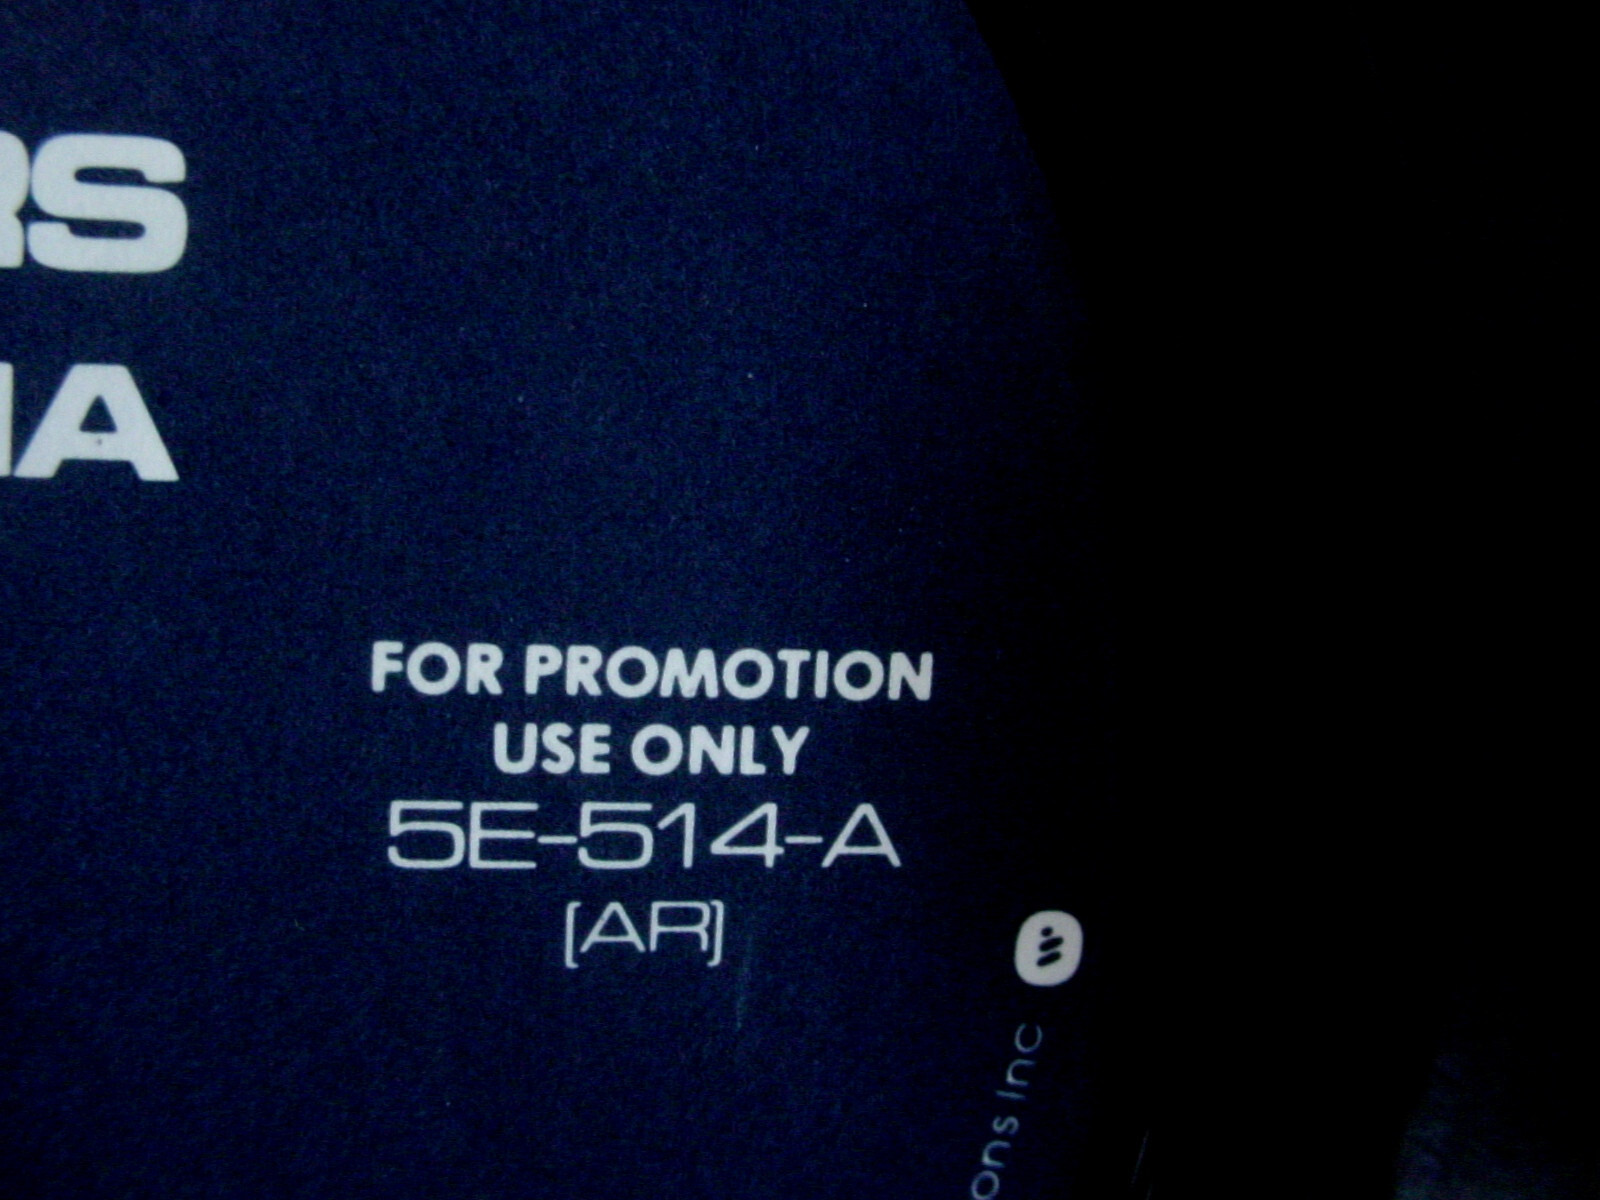 RS
IA
FOR PROMOTION
USE ONLY
5E-514-A
[AR]
ons Inc